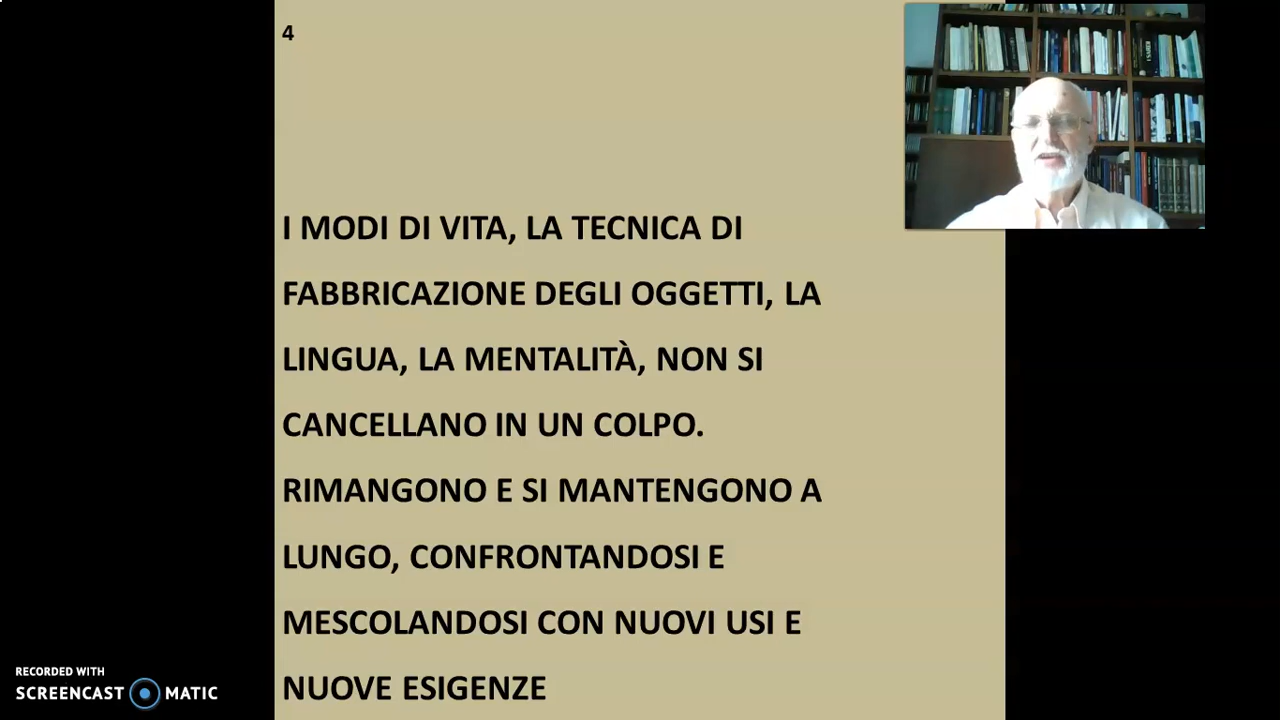 4
I MODI DI VITA, LA TECNICA DI
FABBRICAZIONE DEGLI OGGETTI, LA
LINGUA, LA MENTALITÀ, NON SI
CANCELLANO IN UN COLPO.
RIMANGONO E SI MANTENGONO A
LUNGO, CONFRONTANDOSI E
MESCOLANDOSI CON NUOVI USI E
NUOVE ESIGENZE
RECORDED WITH
SCREENCAST MATIC